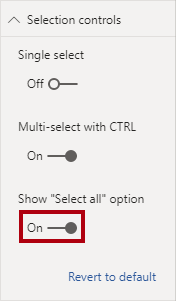 Selection controls
Single select
Off
Multi-select with CTRL
On
Show "Select all" option
On
Revert to default